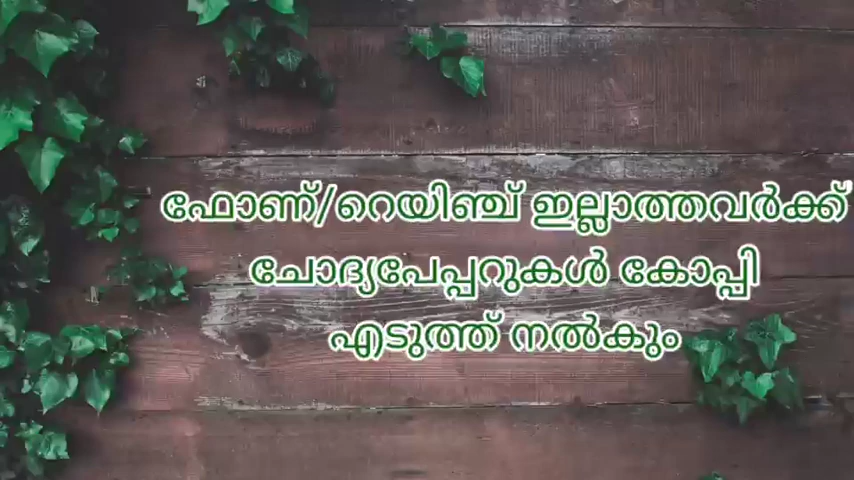 ഫോണ്/റെയിഞ്ച് ഇല്ലാത്തവർക്ക്
ചോദ്യപേപ്പറുകൾ കോപ്പി
എടുത്ത് നൽകും